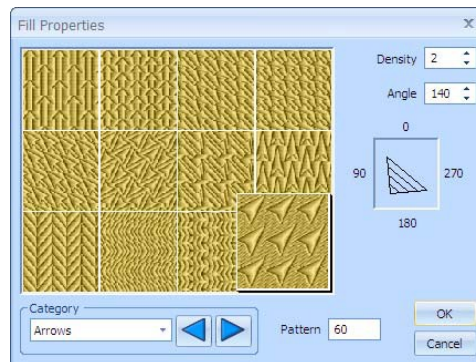 Fill Properties
x
Density 2
Angle 140
0
90 270
180
Category
Arrows
Pattern 60
OK
Cancel